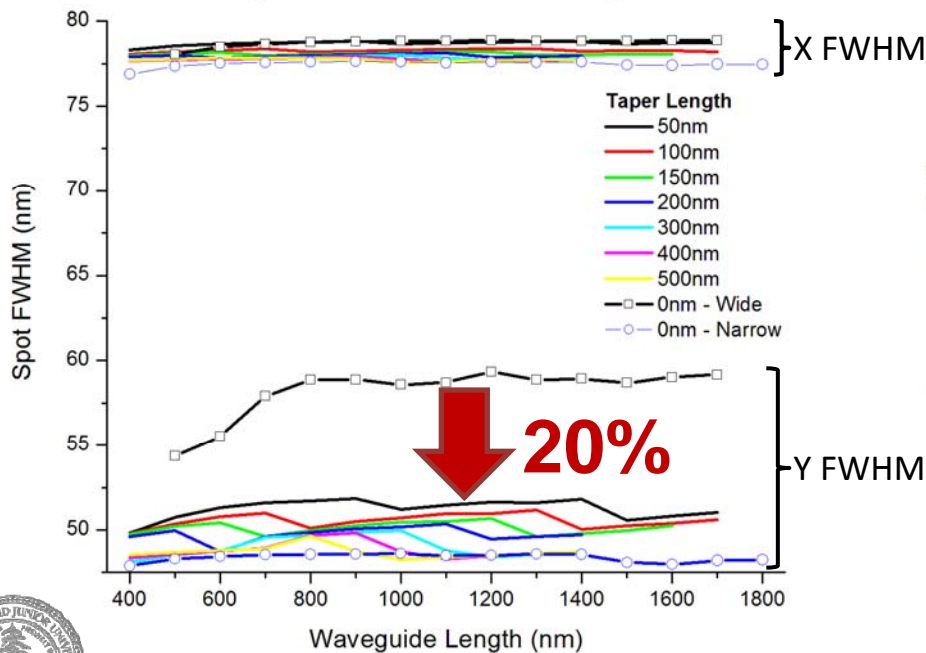 80
75
70
65
60
55
50
Spot FWHM (nm)
X FWHM
Taper Length
50nm
100nm
150nm
200nm
300nm
400nm
500nm
0nm - Wide
0nm - Narrow
20%
Y FWHM
400 600 800 1000 1200 1400 1600 1800
Waveguide Length (nm)